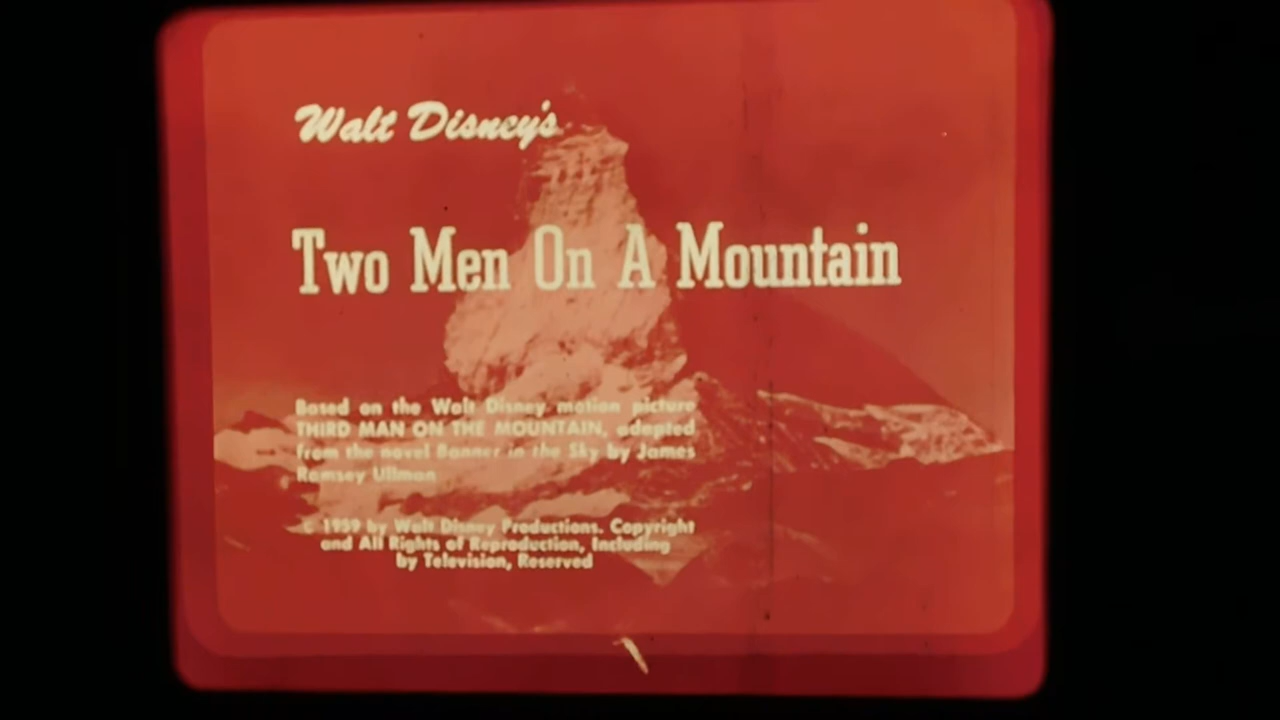 Walt Disney's
Two Men On A Mountain
Based on the Walt Disney motion picture
THIRD MAN ON THE MOUNTAIN, adapted
from the novel Banner in the Sky by James
Ramsey Ullman
© 1959 by Walt Disney Productions. Copyright
and All Rights of Reproduction, Including
by Television, Reserved